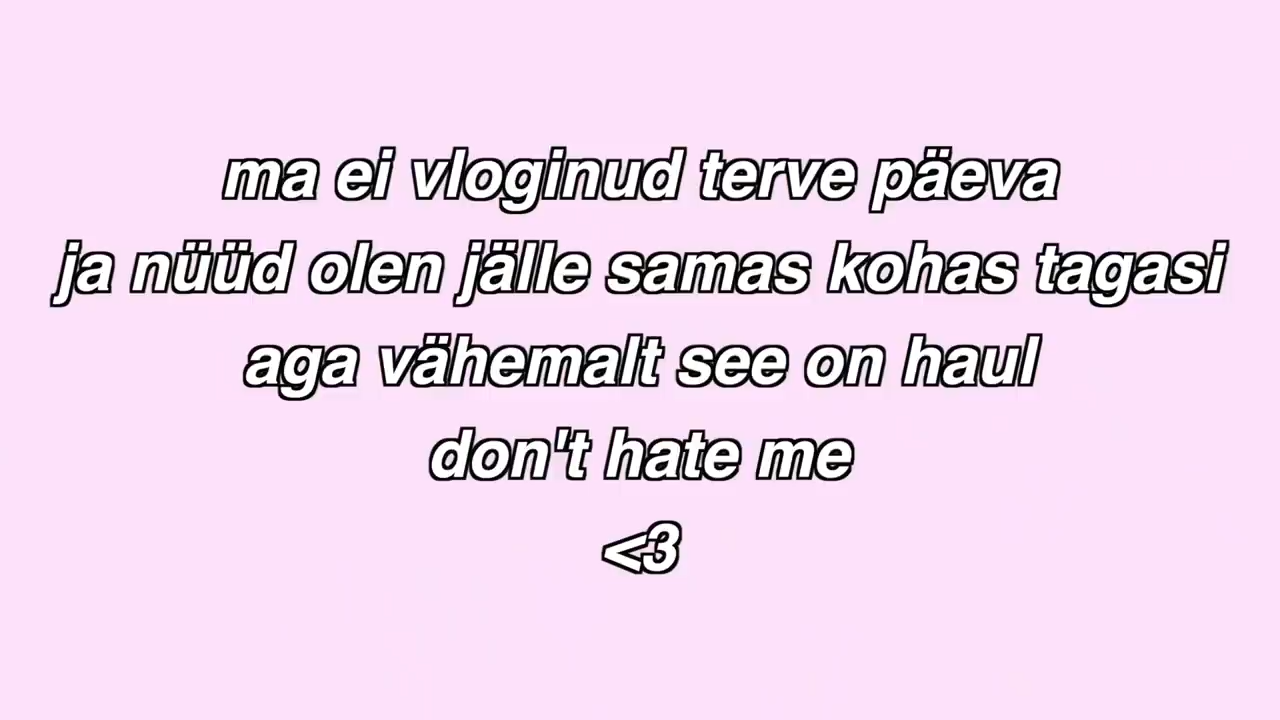 ma ei vloginud terve päeva
ja nüüd olen jälle samas kohas tagasi
aga vähemalt see on haul
don't hate me
<3